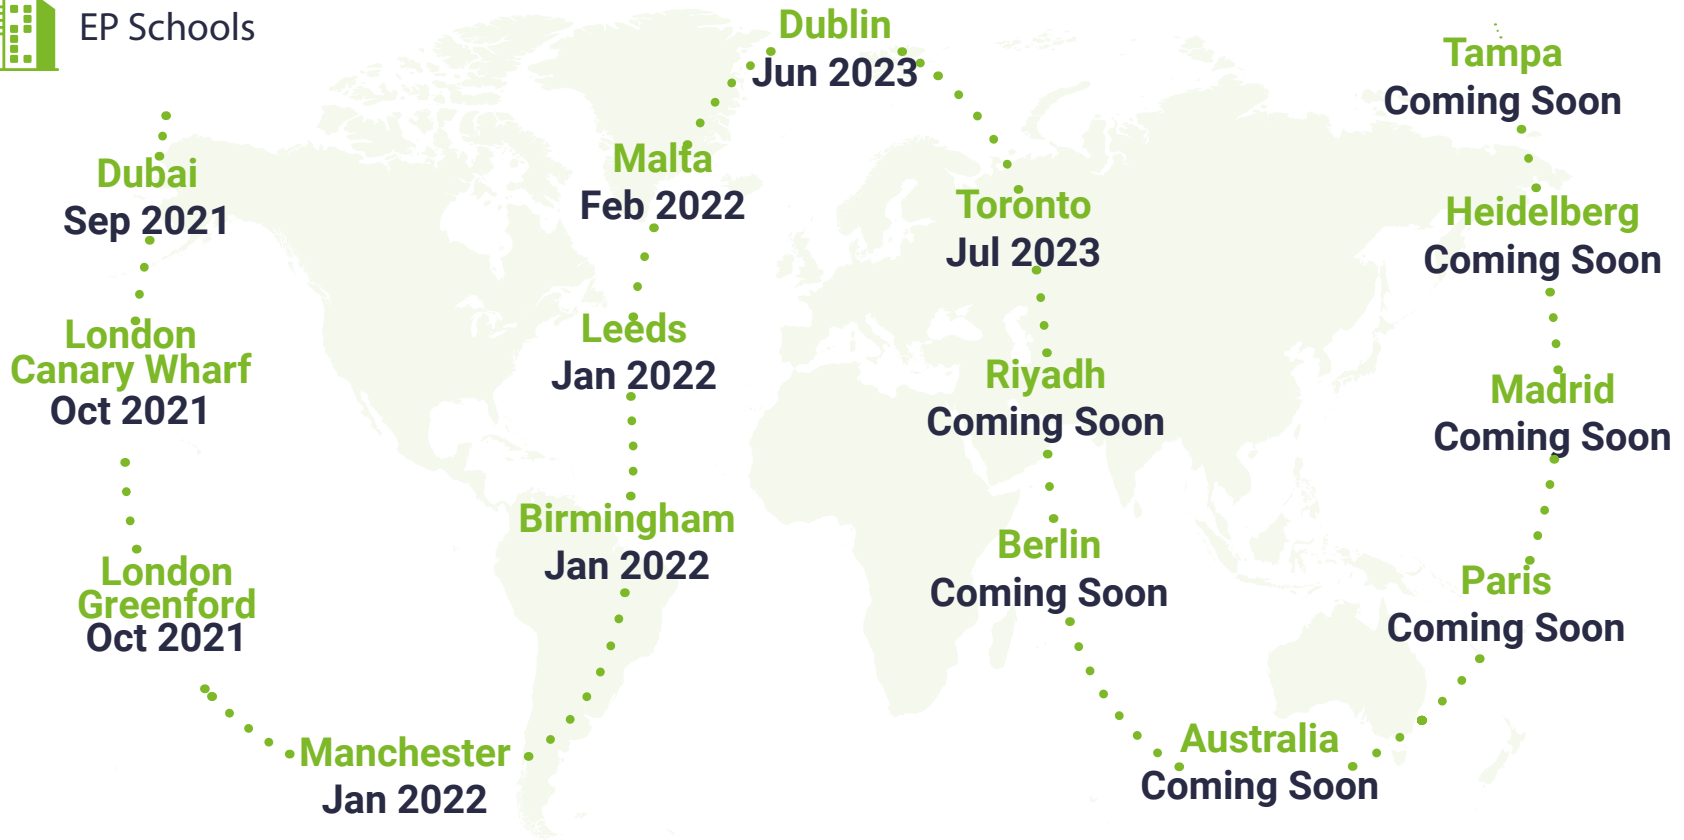 EP Schools
Dubai
Sep 2021
London
Canary Wharf
Oct 2021
London
Greenford
Oct 2021
Manchester
Jan 2022
Birmingham
Jan 2022
Leeds
Jan 2022
Malta
Feb 2022
Dublin
Jun 2023
Toronto
Jul 2023
Riyadh
Coming Soon
Berlin
Coming Soon
Australia
Coming Soon
Paris
Coming Soon
Madrid
Coming Soon
Heidelberg
Coming Soon
Tampa
Coming Soon